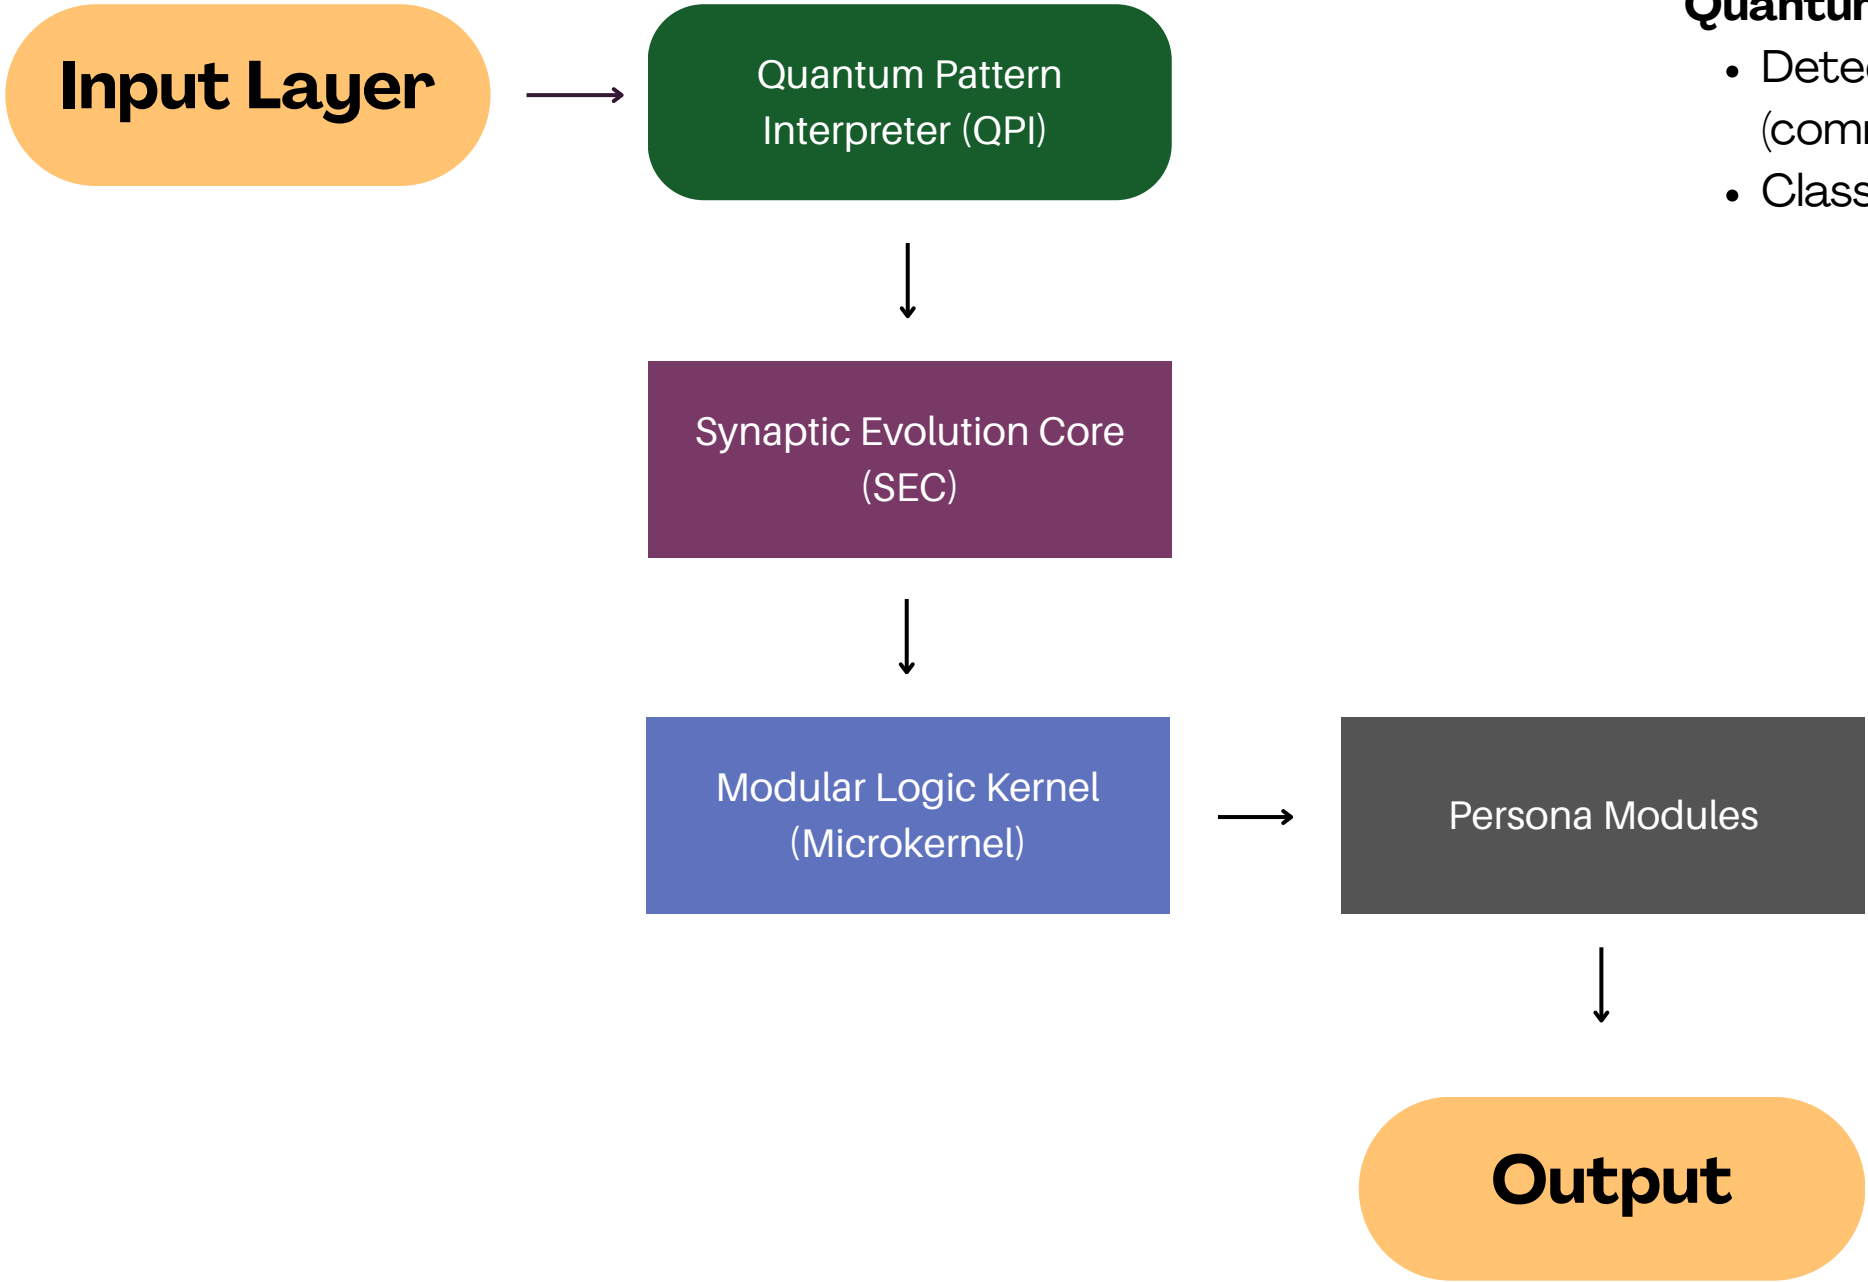 Input Layer
Quantum Pattern
Interpreter (QPI)
Synaptic Evolution Core
(SEC)
Modular Logic Kernel
(Microkernel)
Persona Modules
Output